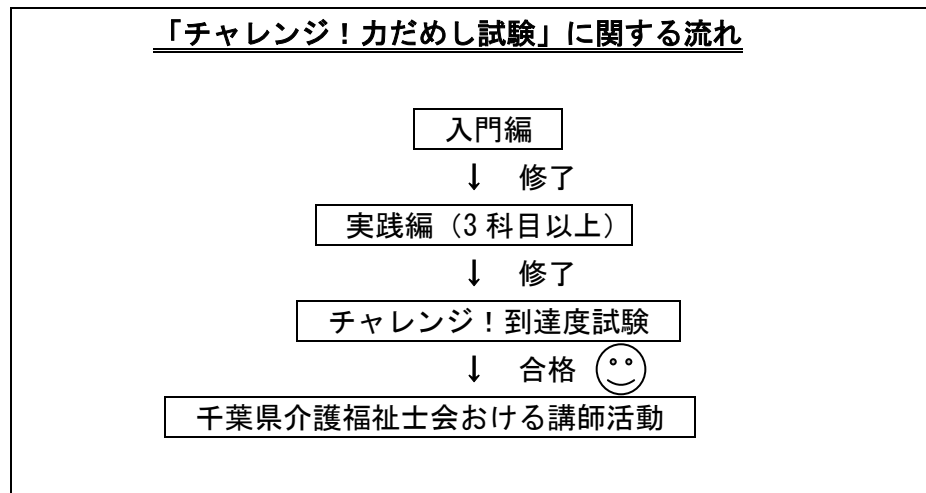 「チャレンジ！力だめし試験」に関する流れ
入門編
↓　修了
実践編（3科目以上）
↓　修了
チャレンジ！到達度試験
↓　合格
千葉県介護福祉士会おける講師活動